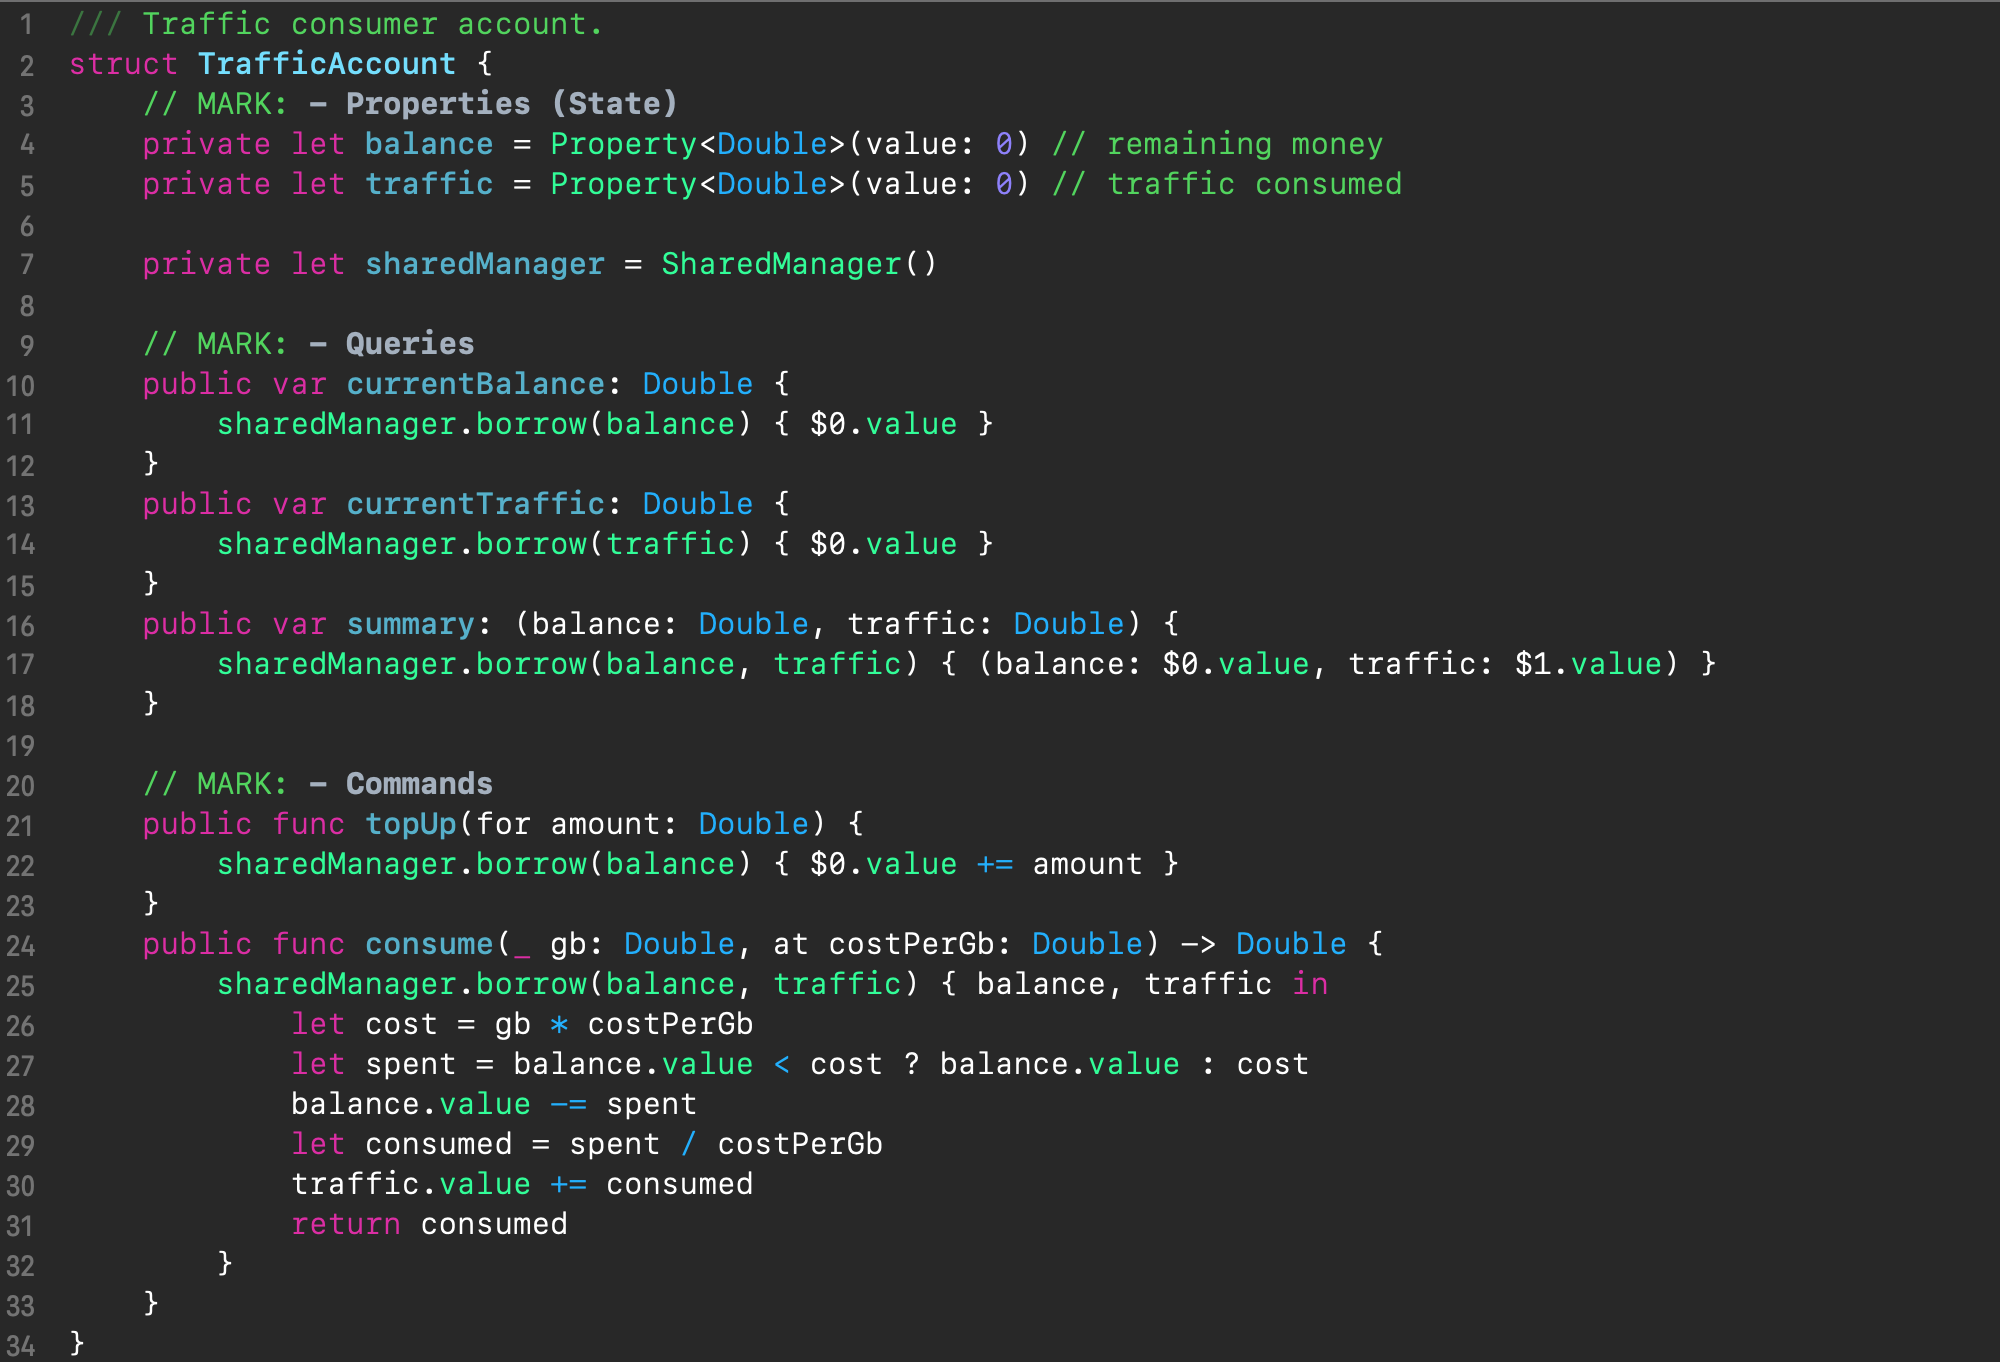 1 /// Traffic consumer account.
2 struct TrafficAccount {
3     // MARK: - Properties (State)
4     private let balance = Property<Double>(value: 0) // remaining money
5     private let traffic = Property<Double>(value: 0) // traffic consumed
6
7     private let sharedManager = SharedManager()
8
9     // MARK: - Queries
10     public var currentBalance: Double {
11         sharedManager.borrow(balance) { $0.value }
12     }
13     public var currentTraffic: Double {
14         sharedManager.borrow(traffic) { $0.value }
15     }
16     public var summary: (balance: Double, traffic: Double) {
17         sharedManager.borrow(balance, traffic) { (balance: $0.value, traffic: $1.value) }
18     }
19
20     // MARK: - Commands
21     public func topUp(for amount: Double) {
22         sharedManager.borrow(balance) { $0.value += amount }
23     }
24     public func consume(_ gb: Double, at costPerGb: Double) -> Double {
25         sharedManager.borrow(balance, traffic) { balance, traffic in
26             let cost = gb * costPerGb
27             let spent = balance.value < cost ? balance.value : cost
28             balance.value -= spent
29             let consumed = spent / costPerGb
30             traffic.value += consumed
31             return consumed
32         }
33     }
34 }